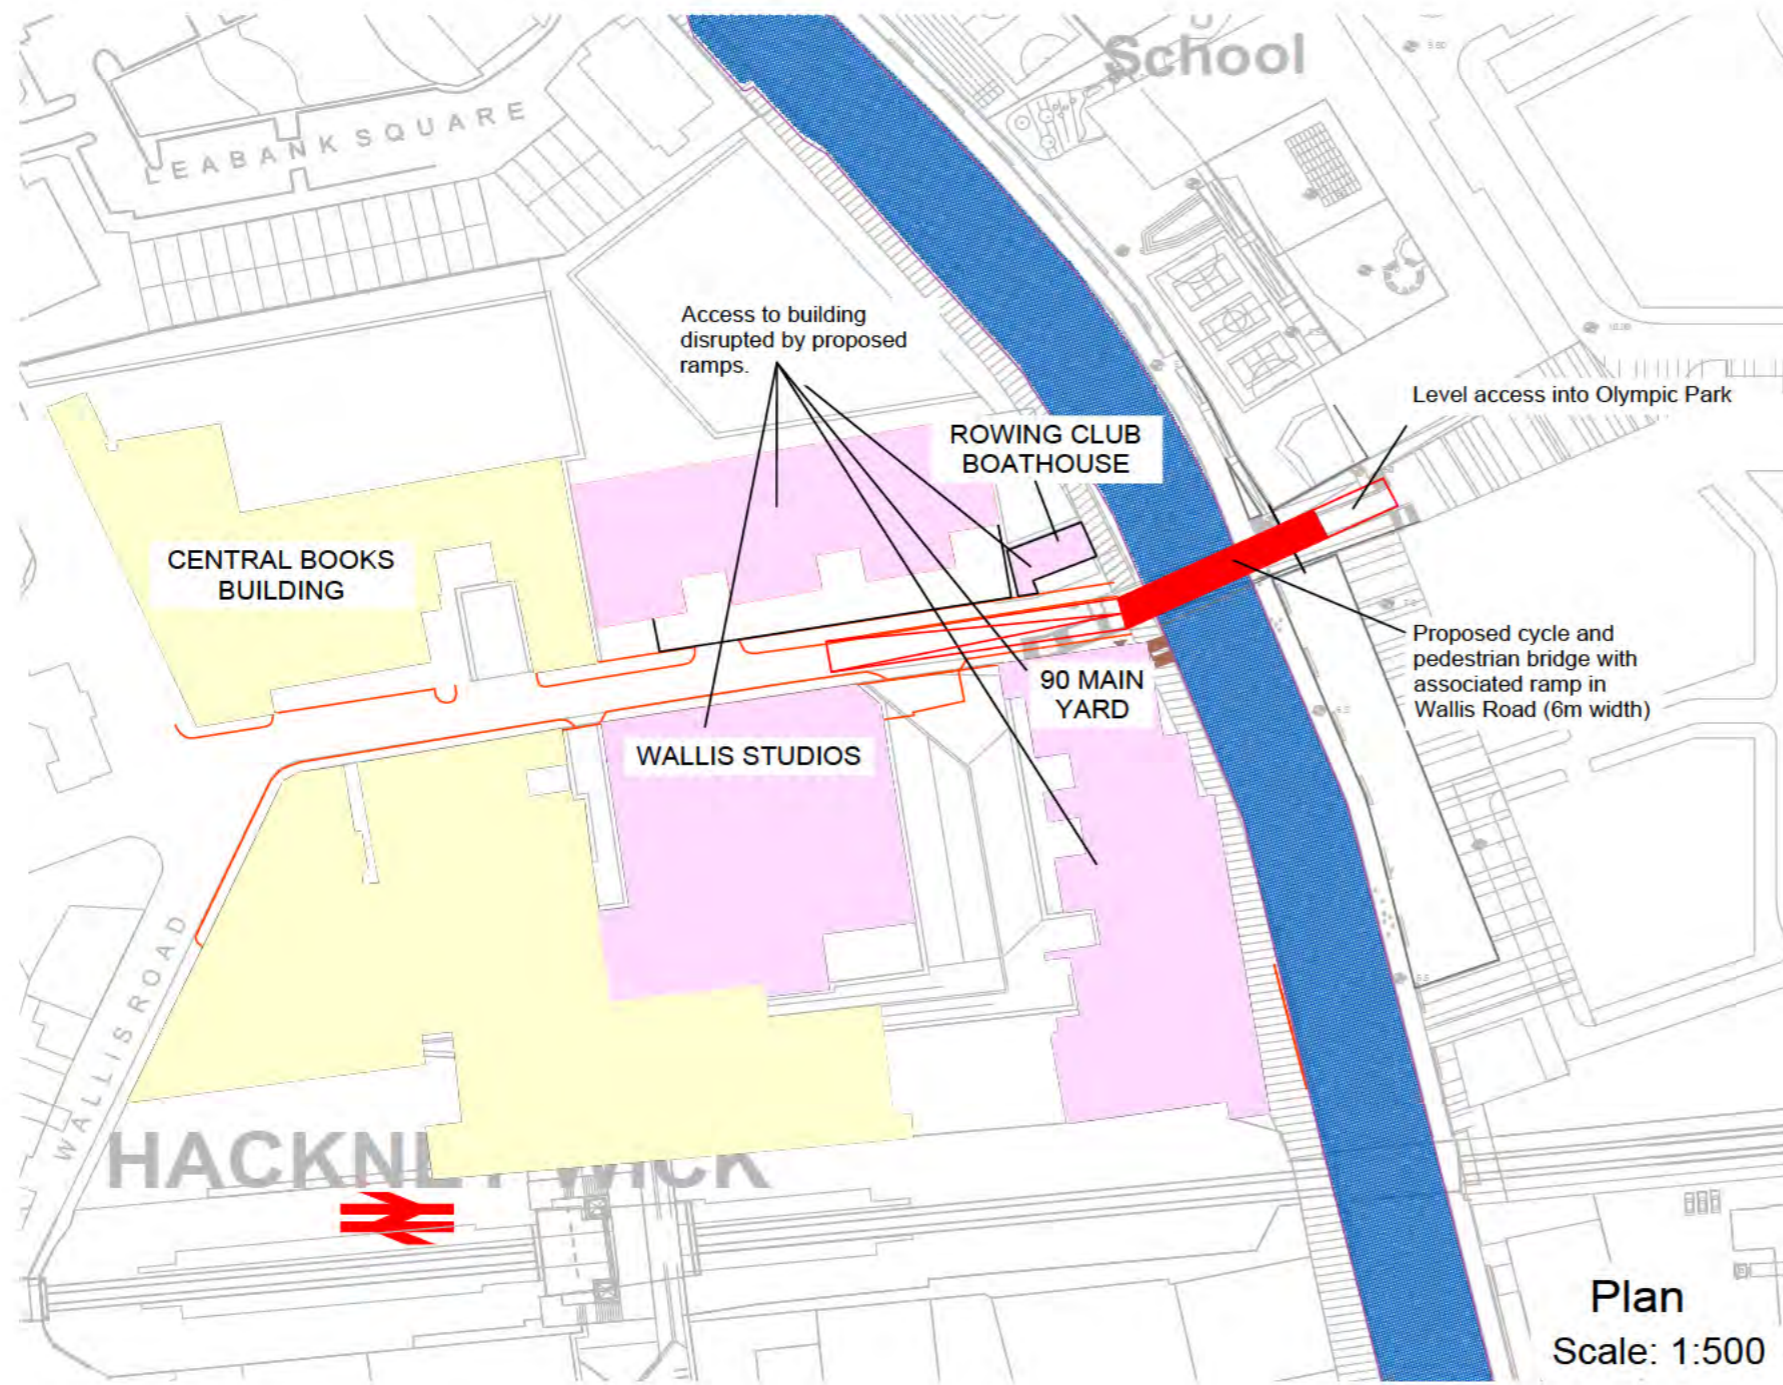 School
LEABANK SQUARE
Access to building
disrupted by proposed
ramps.
Level access into Olympic Park
ROWING CLUB
BOATHOUSE
CENTRAL BOOKS
BUILDING
Proposed cycle and
pedestrian bridge with
associated ramp in
Wallis Road (6m width)
90 MAIN
YARD
WALLIS STUDIOS
WALLIS ROAD
HACKNEY WICK
Plan
Scale: 1:500